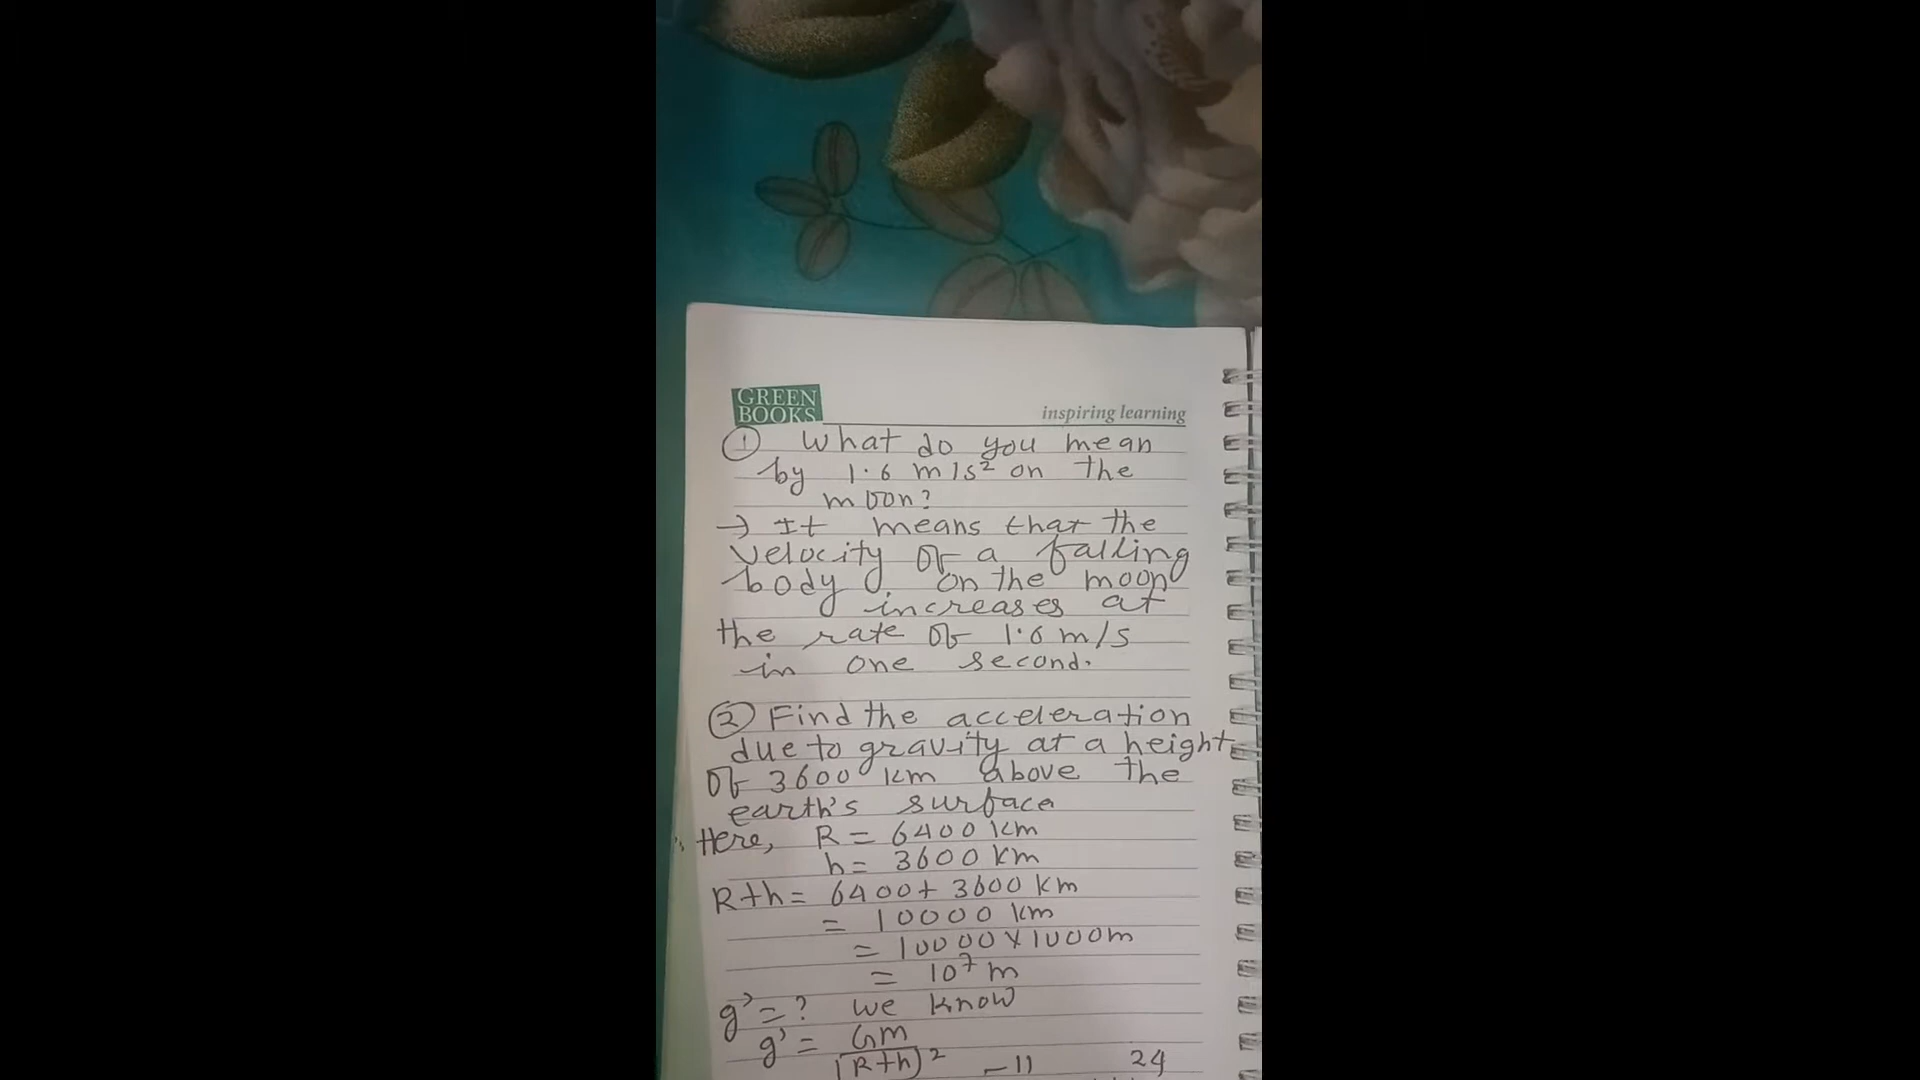 GREEN
BOOKS
inspiring learning
① What do you mean
by 1.6 m/s² on the
moon?
→ It means that the
velocity of a falling
body on the moon
increases at
the rate of 1.6 m/s
in one second.
② Find the acceleration
due to gravity at a height
of 3600 km above the
earth's surface
Here, R = 6400 km
h = 3600 km
R+h = 6400 + 3600 km
= 10000 km
= 10000 × 1000m
= 10⁷ m
g' = ? we know
g' = GM
(R+h)² -11 24